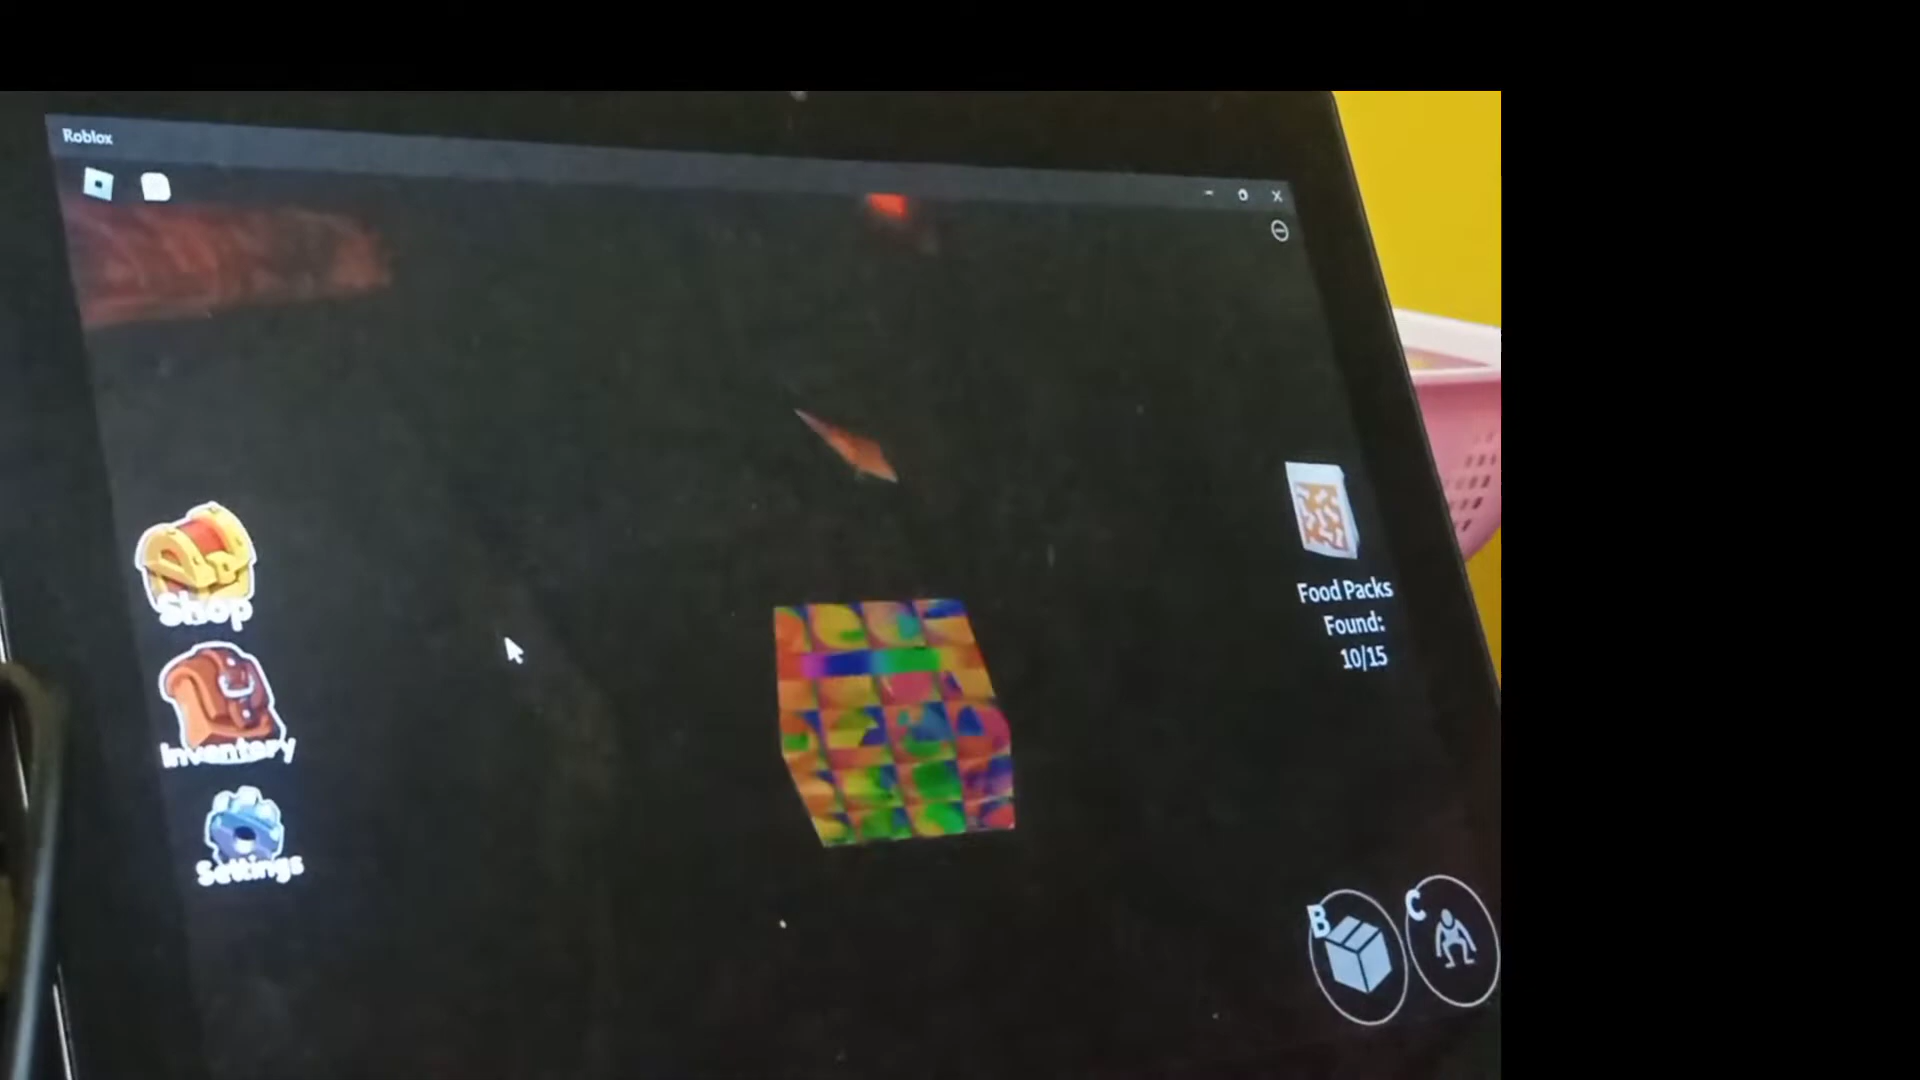 Roblox
Shop
Inventory
Settings
Food Packs
Found:
10/15
B
C